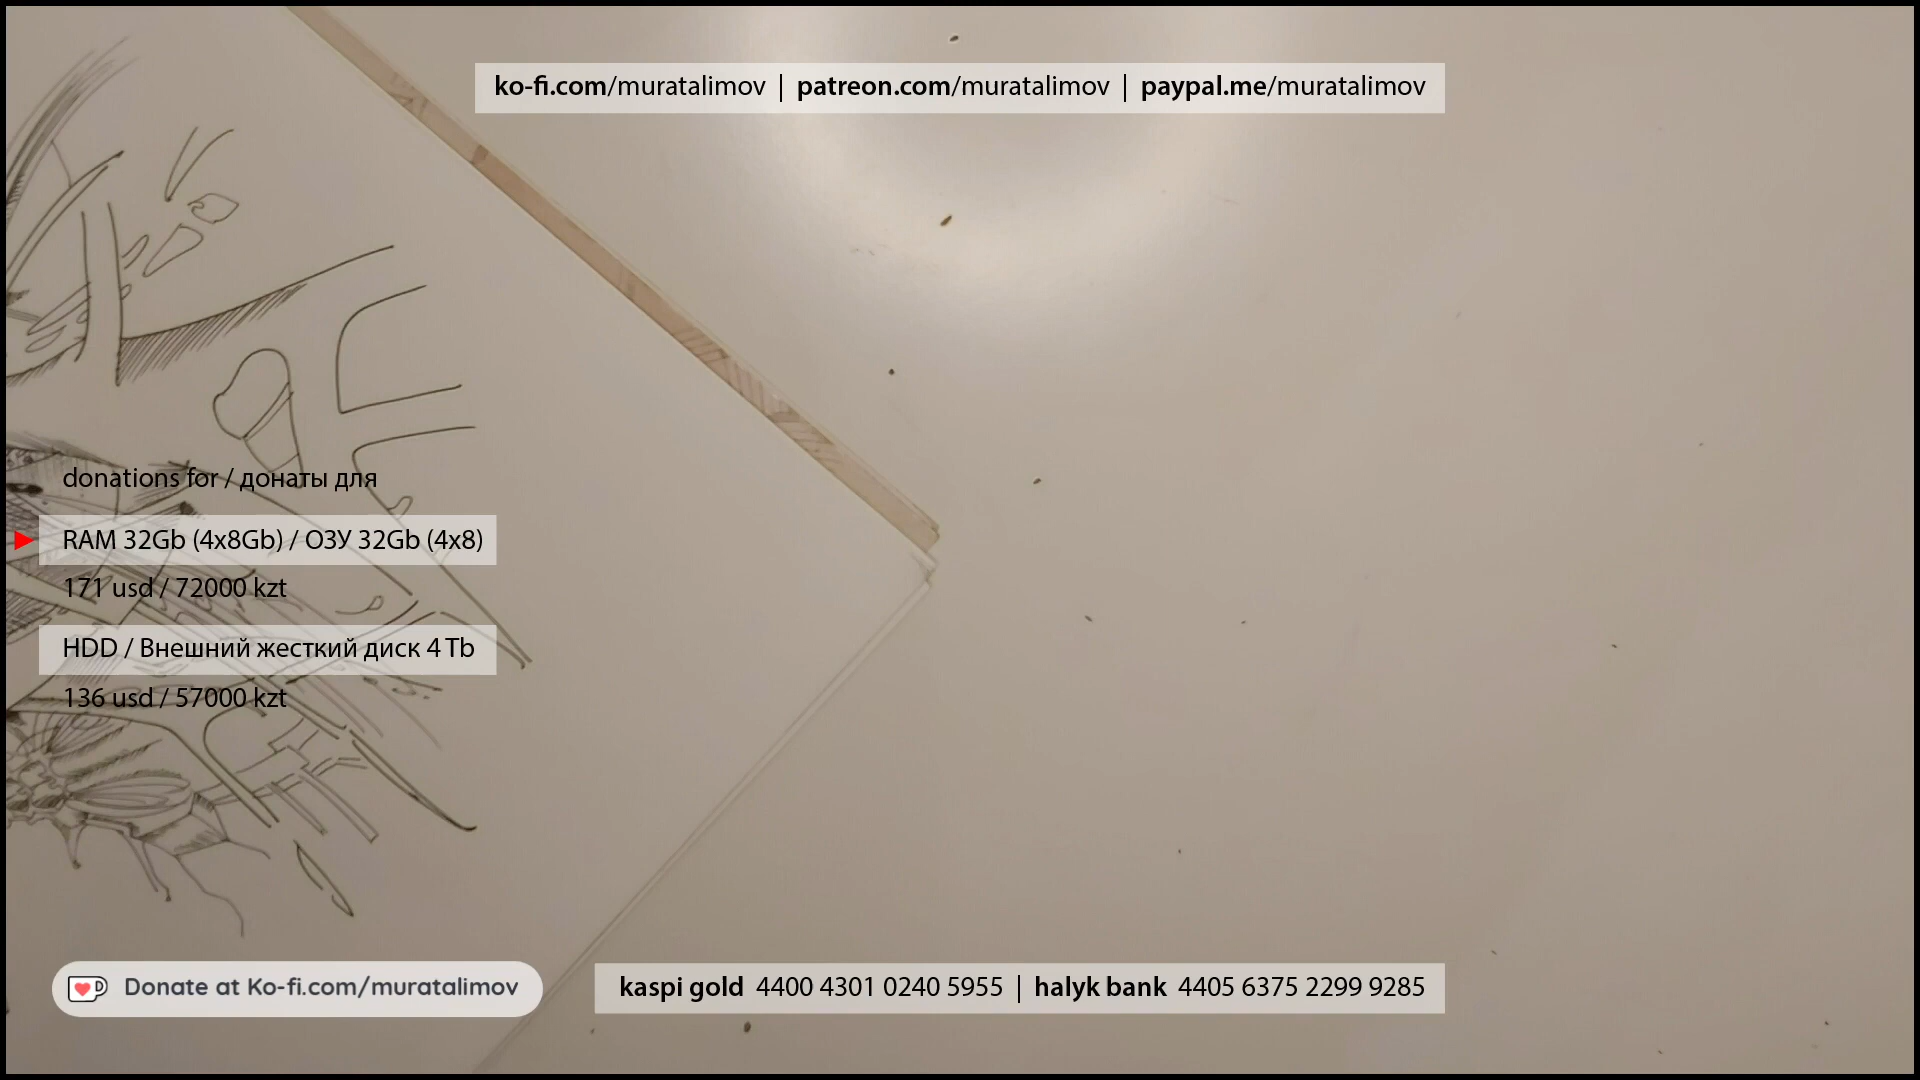 ko-fi.com/muratalimov | patreon.com/muratalimov | paypal.me/muratalimov
donations for / донаты для
RAM 32Gb (4x8Gb) / ОЗУ 32Gb (4x8)
171 usd / 72000 kzt
HDD / Внешний жесткий диск 4 Tb
136 usd / 57000 kzt
Donate at Ko-fi.com/muratalimov
kaspi gold 4400 4301 0240 5955 | halyk bank 4405 6375 2299 9285